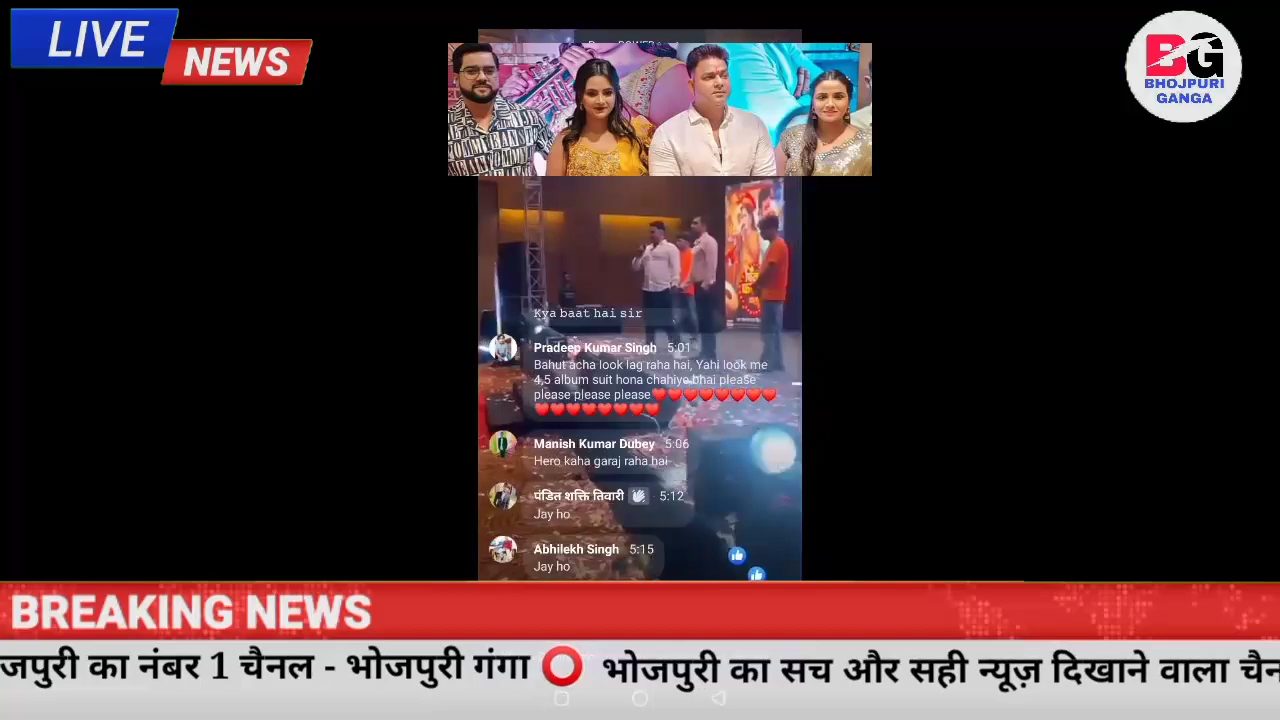 LIVE
NEWS
BG
BHOJPURI
GANGA
Kya baat hai sir
Pradeep Kumar Singh 5:01
Bahut acha look lag raha hai, Yahi look me
4,5 album suit hona chahiye bhai please
please please please❤️❤️❤️❤️❤️❤️❤️❤️
❤️❤️❤️❤️❤️❤️❤️❤️
Manish Kumar Dubey 5:06
Hero kaha garaj raha hai
पंडित शक्ति तिवारी 5:12
Jay ho
Abhilekh Singh 5:15
Jay ho
BREAKING NEWS
जपुरी का नंबर 1 चैनल - भोजपुरी गंगा ⭕ भोजपुरी का सच और सही न्यूज़ दिखाने वाला चैन